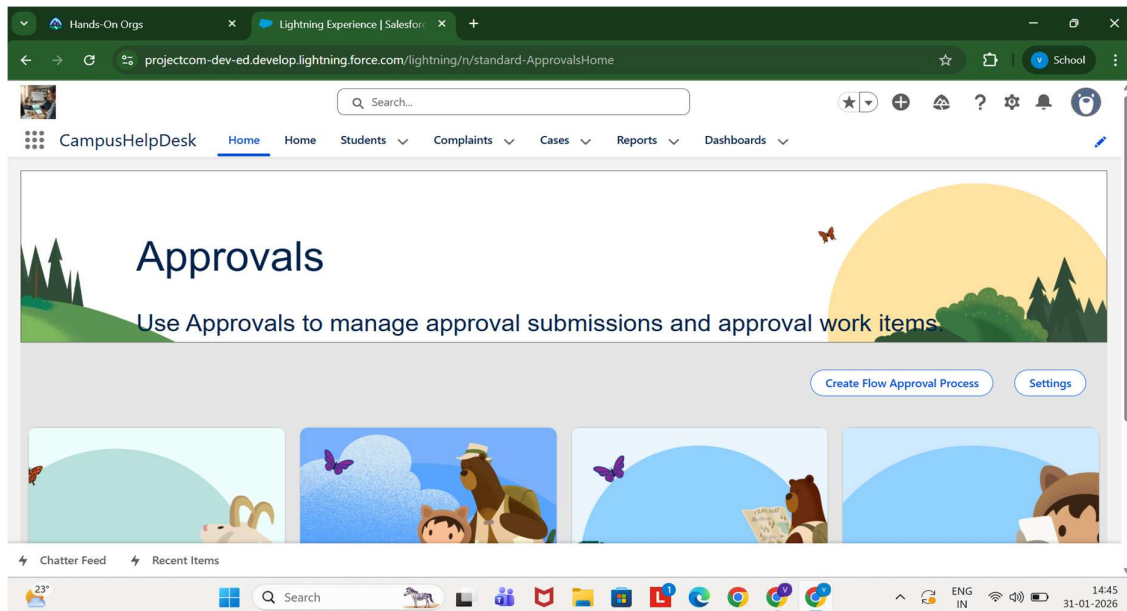 Hands-On Orgs
Lightning Experience | Salesforc
projectcom-dev-ed.develop.lightning.force.com/lightning/n/standard-ApprovalsHome
V School
Search...
CampusHelpDesk Home Home Students Complaints Cases Reports Dashboards
Approvals
Use Approvals to manage approval submissions and approval work items.
Create Flow Approval Process Settings
Chatter Feed Recent Items
23°
Search
ENG
IN
14:45
31-01-2026